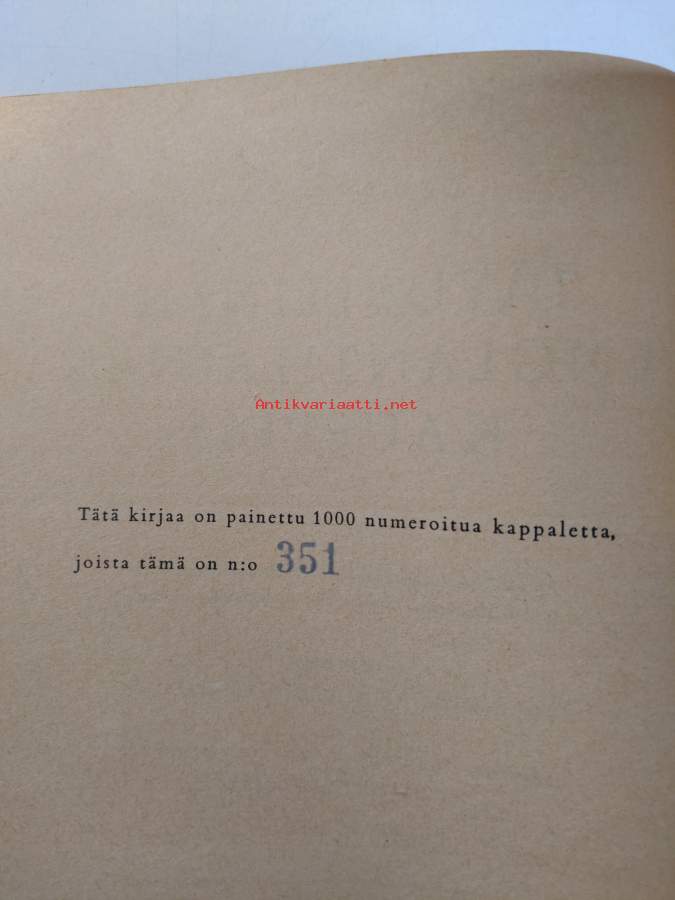 Antikvariaatti.net
Tätä kirjaa on painettu 1000 numeroitua kappaletta,
joista tämä on n:o 351